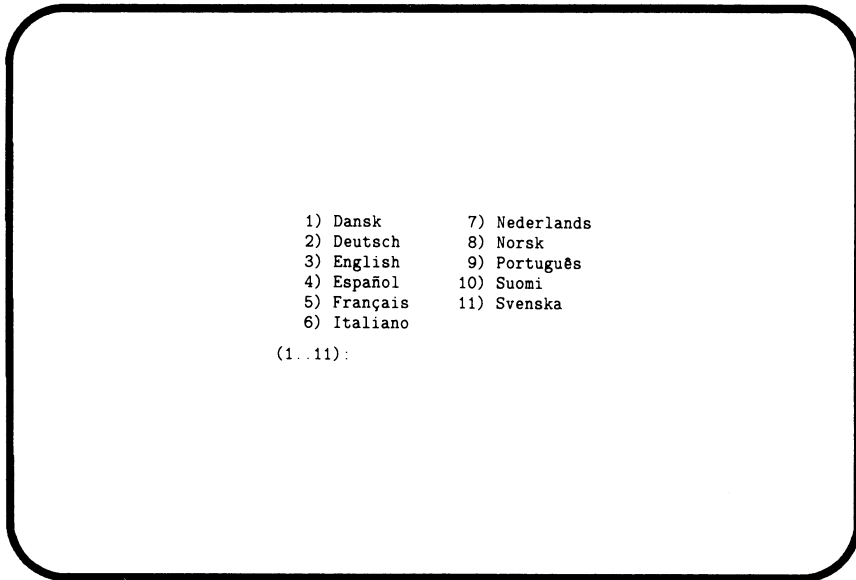 1) Dansk 7) Nederlands
2) Deutsch 8) Norsk
3) English 9) Português
4) Español 10) Suomi
5) Français 11) Svenska
6) Italiano
(1..11):